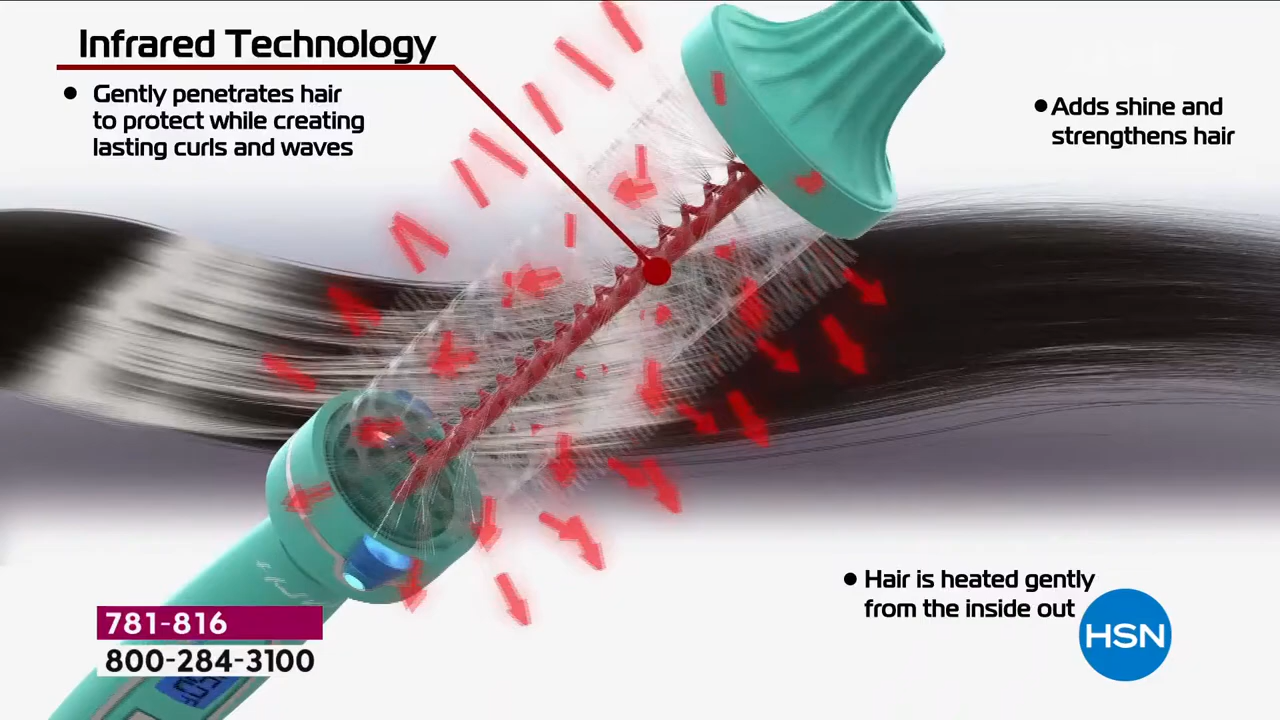 Infrared Technology
● Gently penetrates hair
to protect while creating
lasting curls and waves
● Adds shine and
strengthens hair
● Hair is heated gently
from the inside out
HSN
781-816
800-284-3100